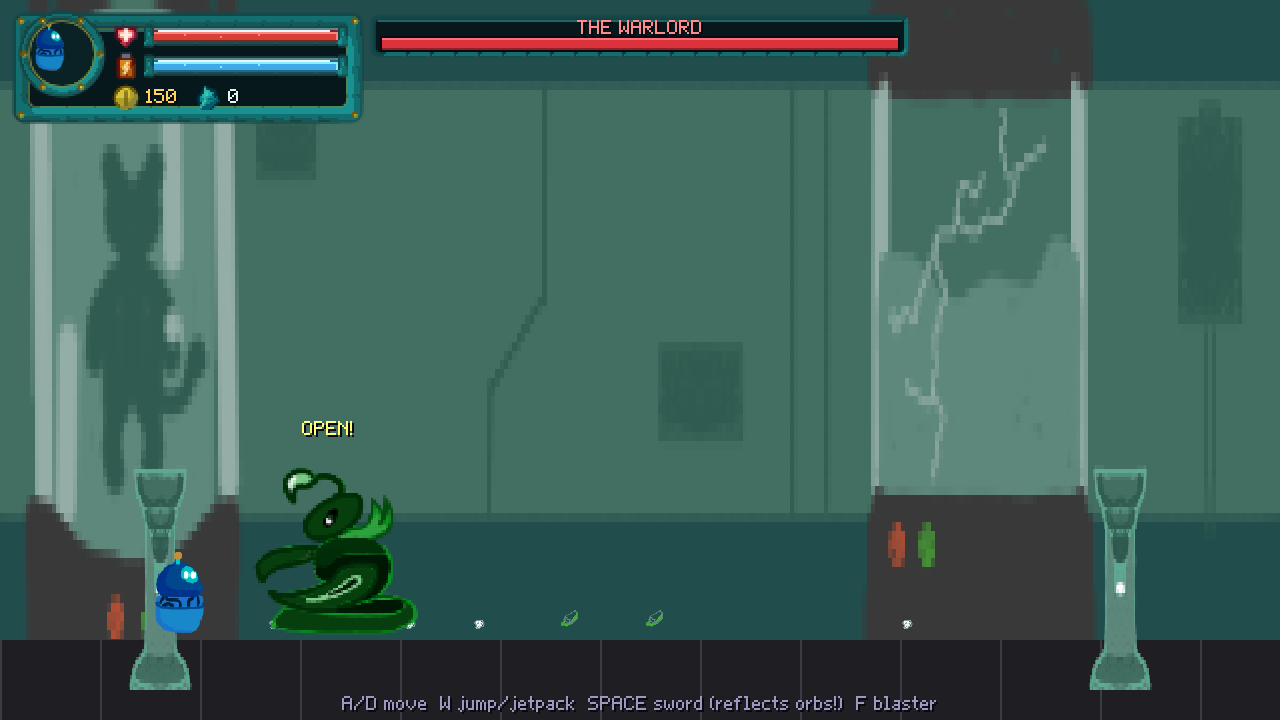 THE WARLORD
150 0
OPEN!
A/D move W jump/jetpack SPACE sword (reflects orbs!) F blaster